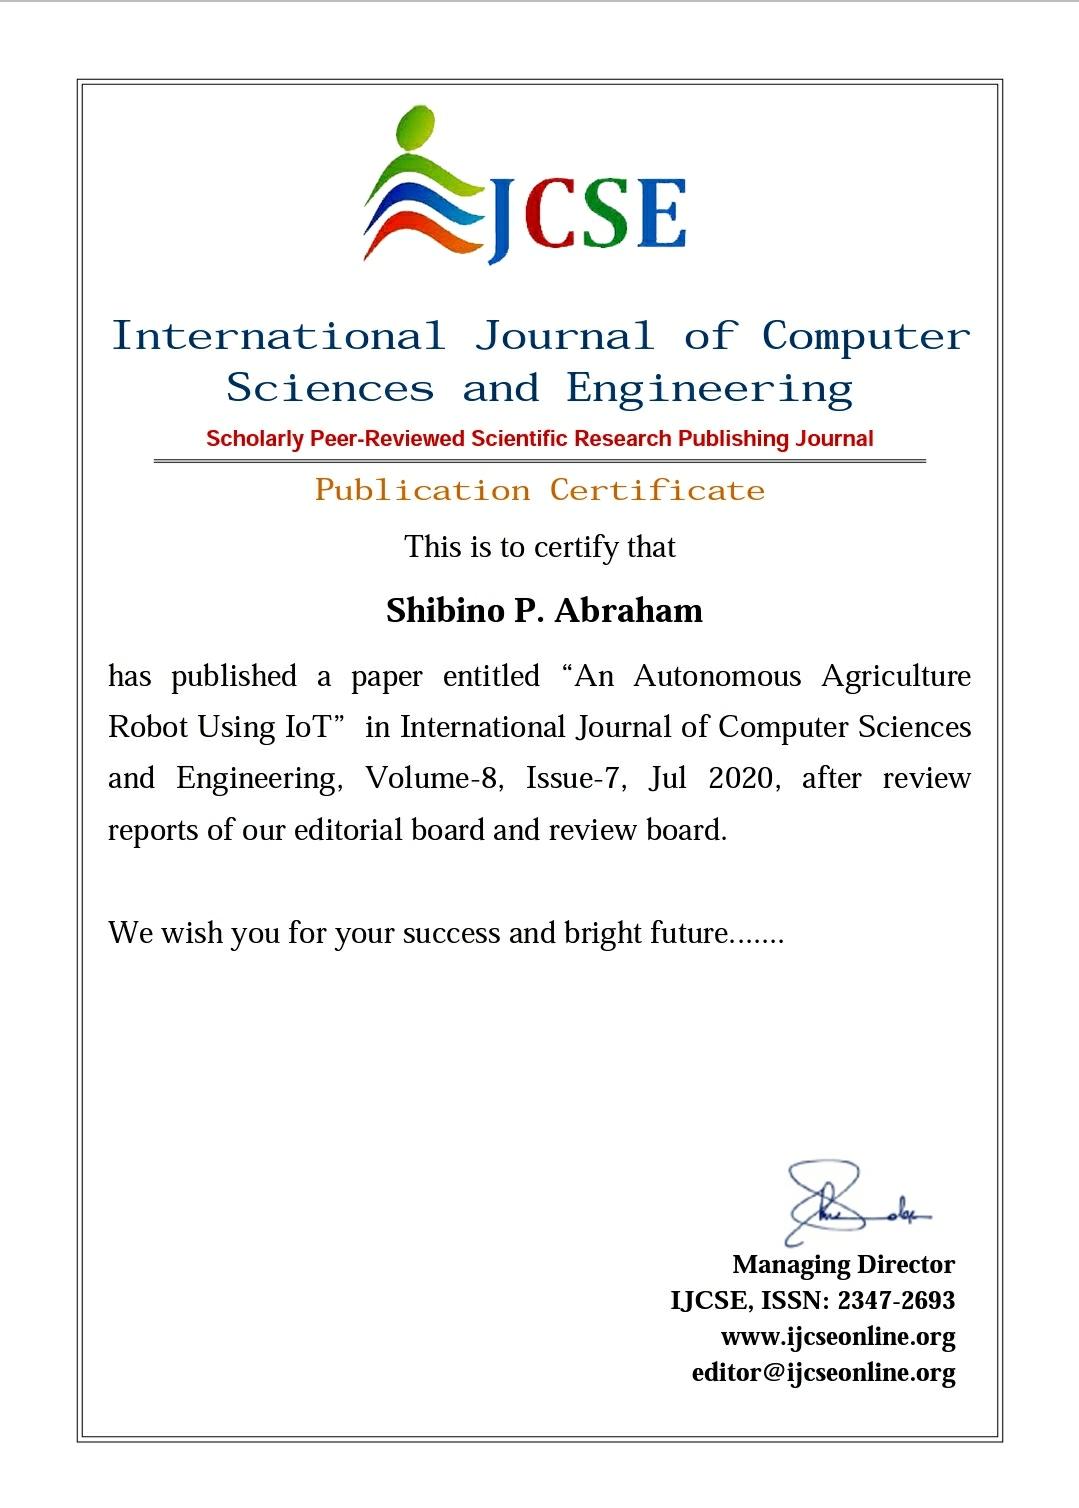 IJCSE
International Journal of Computer
Sciences and Engineering
Scholarly Peer-Reviewed Scientific Research Publishing Journal
Publication Certificate
This is to certify that
Shibino P. Abraham
has published a paper entitled “An Autonomous Agriculture
Robot Using IoT” in International Journal of Computer Sciences
and Engineering, Volume-8, Issue-7, Jul 2020, after review
reports of our editorial board and review board.
We wish you for your success and bright future.......
Managing Director
IJCSE, ISSN: 2347-2693
www.ijcseonline.org
editor@ijcseonline.org